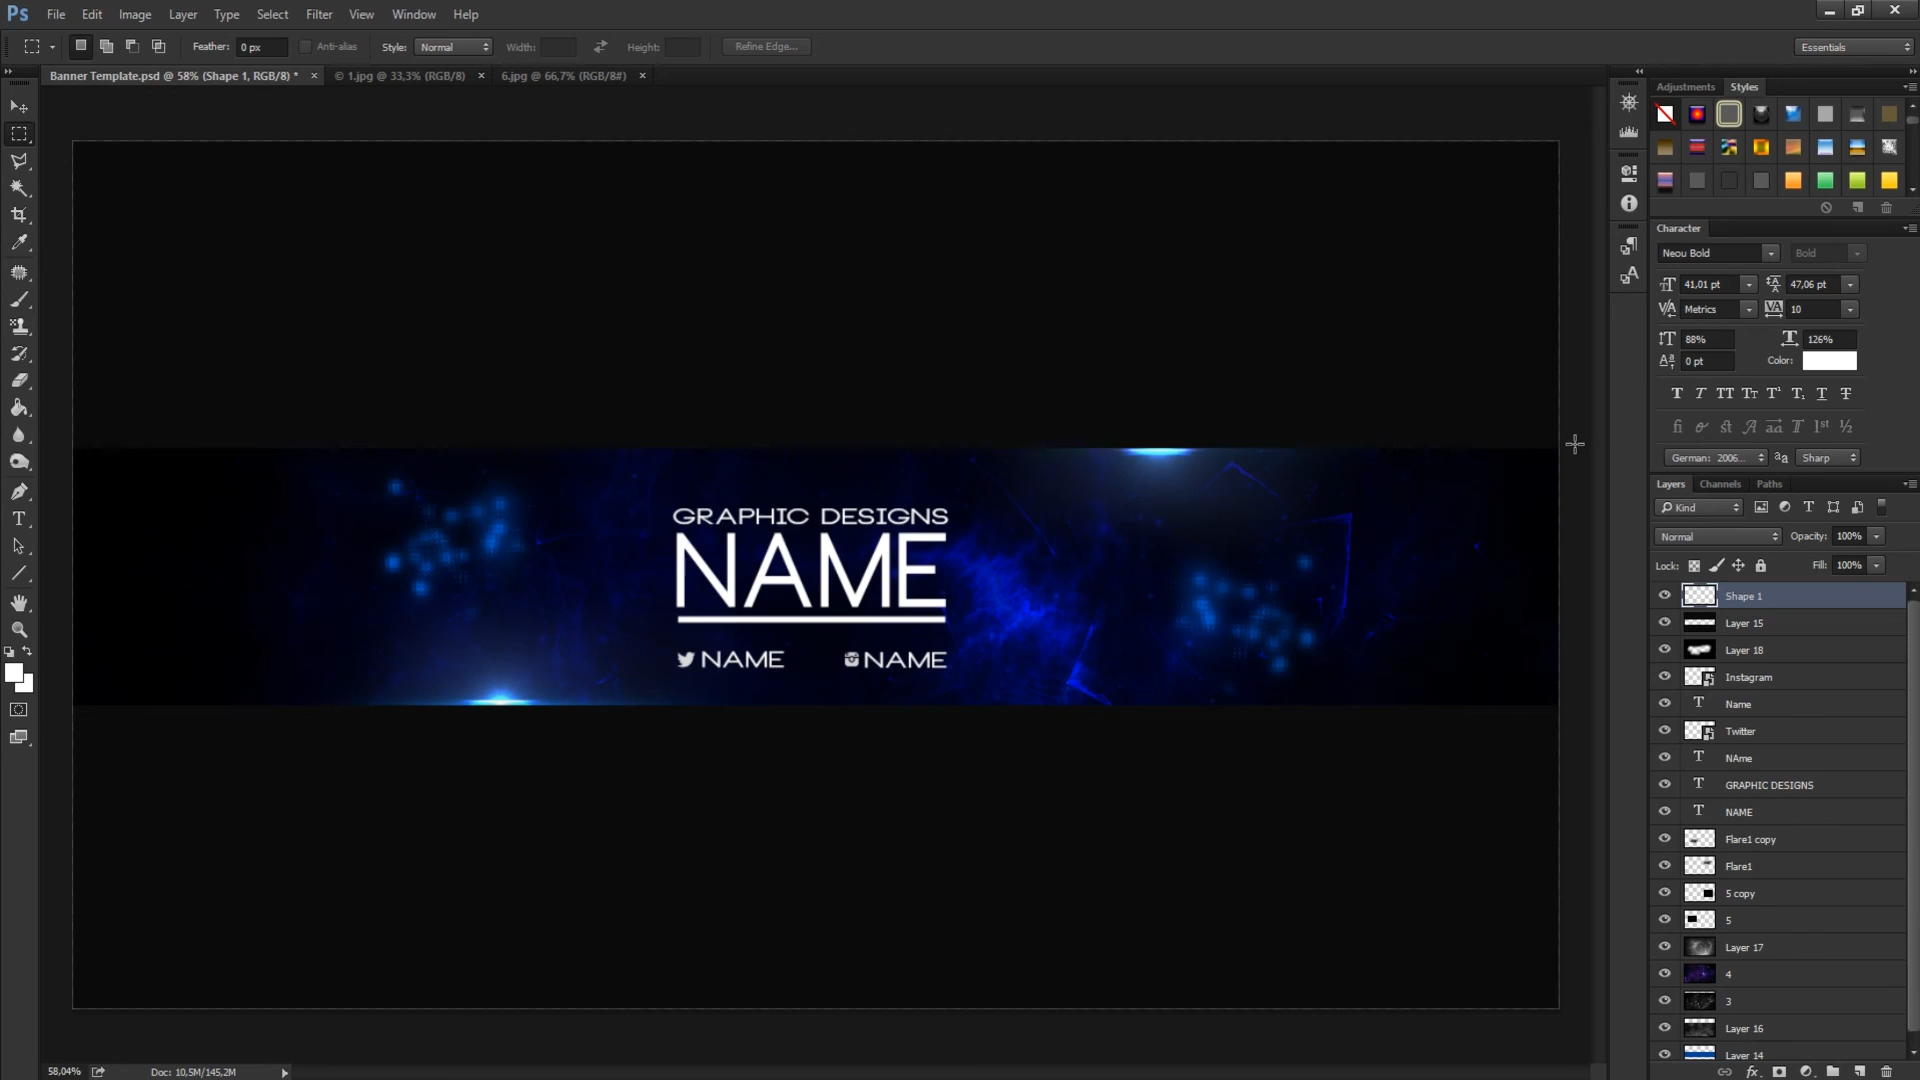 Ps File Edit Image Layer Type Select Filter View Window Help
Feather: 0 px Anti-alias Style: Normal Width: Height: Refine Edge... Essentials
Banner Template.psd @ 58% (Shape 1, RGB/8) * × © 1.jpg @ 33,3% (RGB/8) × 6.jpg @ 66,7% (RGB/8#) ×
Adjustments Styles
Character
Neou Bold Bold
41,01 pt 47,06 pt
Metrics 10
88% 126%
0 pt Color:
German: 2006... Sharp
Layers Channels Paths
Kind
Normal Opacity: 100%
Lock: Fill: 100%
Shape 1
Layer 15
Layer 18
Instagram
Name
Twitter
NAme
GRAPHIC DESIGNS
NAME
Flare1 copy
Flare1
5 copy
5
Layer 17
4
3
Layer 16
Layer 14
GRAPHIC DESIGNS
NAME
NAME NAME
58,04% Doc: 10,5M/145,2M